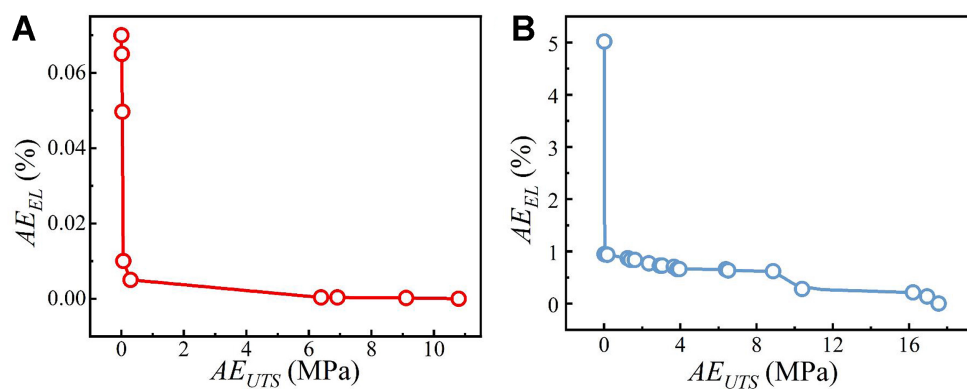 A
0.06
0.04
0.02
0.00
AE_EL (%)
0 2 4 6 8 10
AE_UTS (MPa)
B
5
4
3
2
1
0
AE_EL (%)
0 4 8 12 16
AE_UTS (MPa)